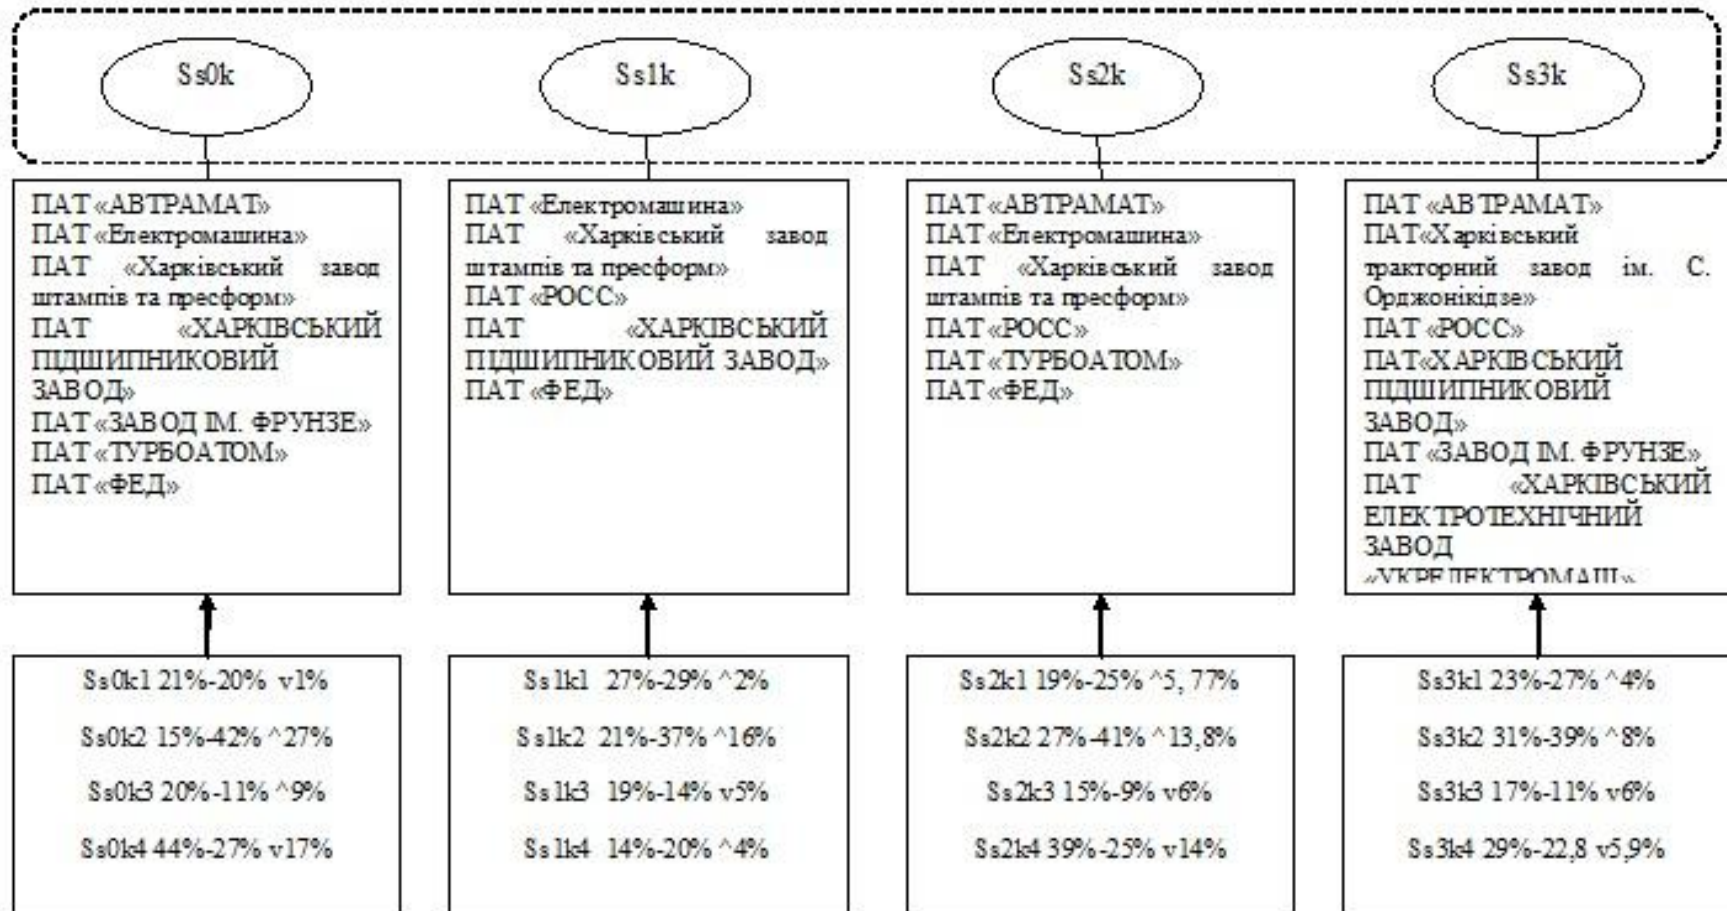 Ss0k
Ss1k
Ss2k
Ss3k
ПАТ «АВТРАМАТ»
ПАТ «Електромашина»
ПАТ «Харківський завод
штампів та пресформ»
ПАТ «ХАРКІВСЬКИЙ
ПІДШИПНИКОВИЙ
ЗАВОД»
ПАТ «ЗАВОД ІМ. ФРУНЗЕ»
ПАТ «ТУРБОАТОМ»
ПАТ «ФЕД»
ПАТ «Електромашина»
ПАТ «Харківський завод
штампів та пресформ»
ПАТ «РОСС»
ПАТ «ХАРКІВСЬКИЙ
ПІДШИПНИКОВИЙ ЗАВОД»
ПАТ «ФЕД»
ПАТ «АВТРАМАТ»
ПАТ «Електромашина»
ПАТ «Харківський завод
штампів та пресформ»
ПАТ «РОСС»
ПАТ «ТУРБОАТОМ»
ПАТ «ФЕД»
ПАТ «АВТРАМАТ»
ПАТ«Харківський
тракторний завод ім. С.
Орджонікідзе»
ПАТ «РОСС»
ПАТ«ХАРКІВСЬКИЙ
ПІДШИПНИКОВИЙ
ЗАВОД»
ПАТ «ЗАВОД ІМ. ФРУНЗЕ»
ПАТ «ХАРКІВСЬКИЙ
ЕЛЕКТРОТЕХНІЧНИЙ
ЗАВОД
«УКРЕЛЕКТРОМАШ»
Ss0k1 21%-20% v1%
Ss0k2 15%-42% ^27%
Ss0k3 20%-11% ^9%
Ss0k4 44%-27% v17%
Ss1k1 27%-29% ^2%
Ss1k2 21%-37% ^16%
Ss1k3 19%-14% v5%
Ss1k4 14%-20% ^4%
Ss2k1 19%-25% ^5, 77%
Ss2k2 27%-41% ^13,8%
Ss2k3 15%-9% v6%
Ss2k4 39%-25% v14%
Ss3k1 23%-27% ^4%
Ss3k2 31%-39% ^8%
Ss3k3 17%-11% v6%
Ss3k4 29%-22,8 v5,9%